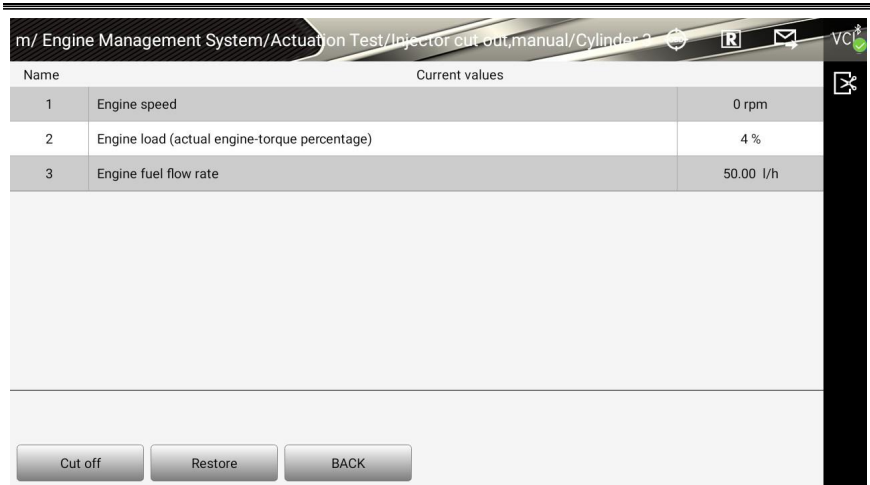 m/ Engine Management System/Actuation Test/Injector cut out,manual/Cylinder
R VCI
Name Current values
1 Engine speed 0 rpm
2 Engine load (actual engine-torque percentage) 4 %
3 Engine fuel flow rate 50.00 l/h
Cut off Restore BACK